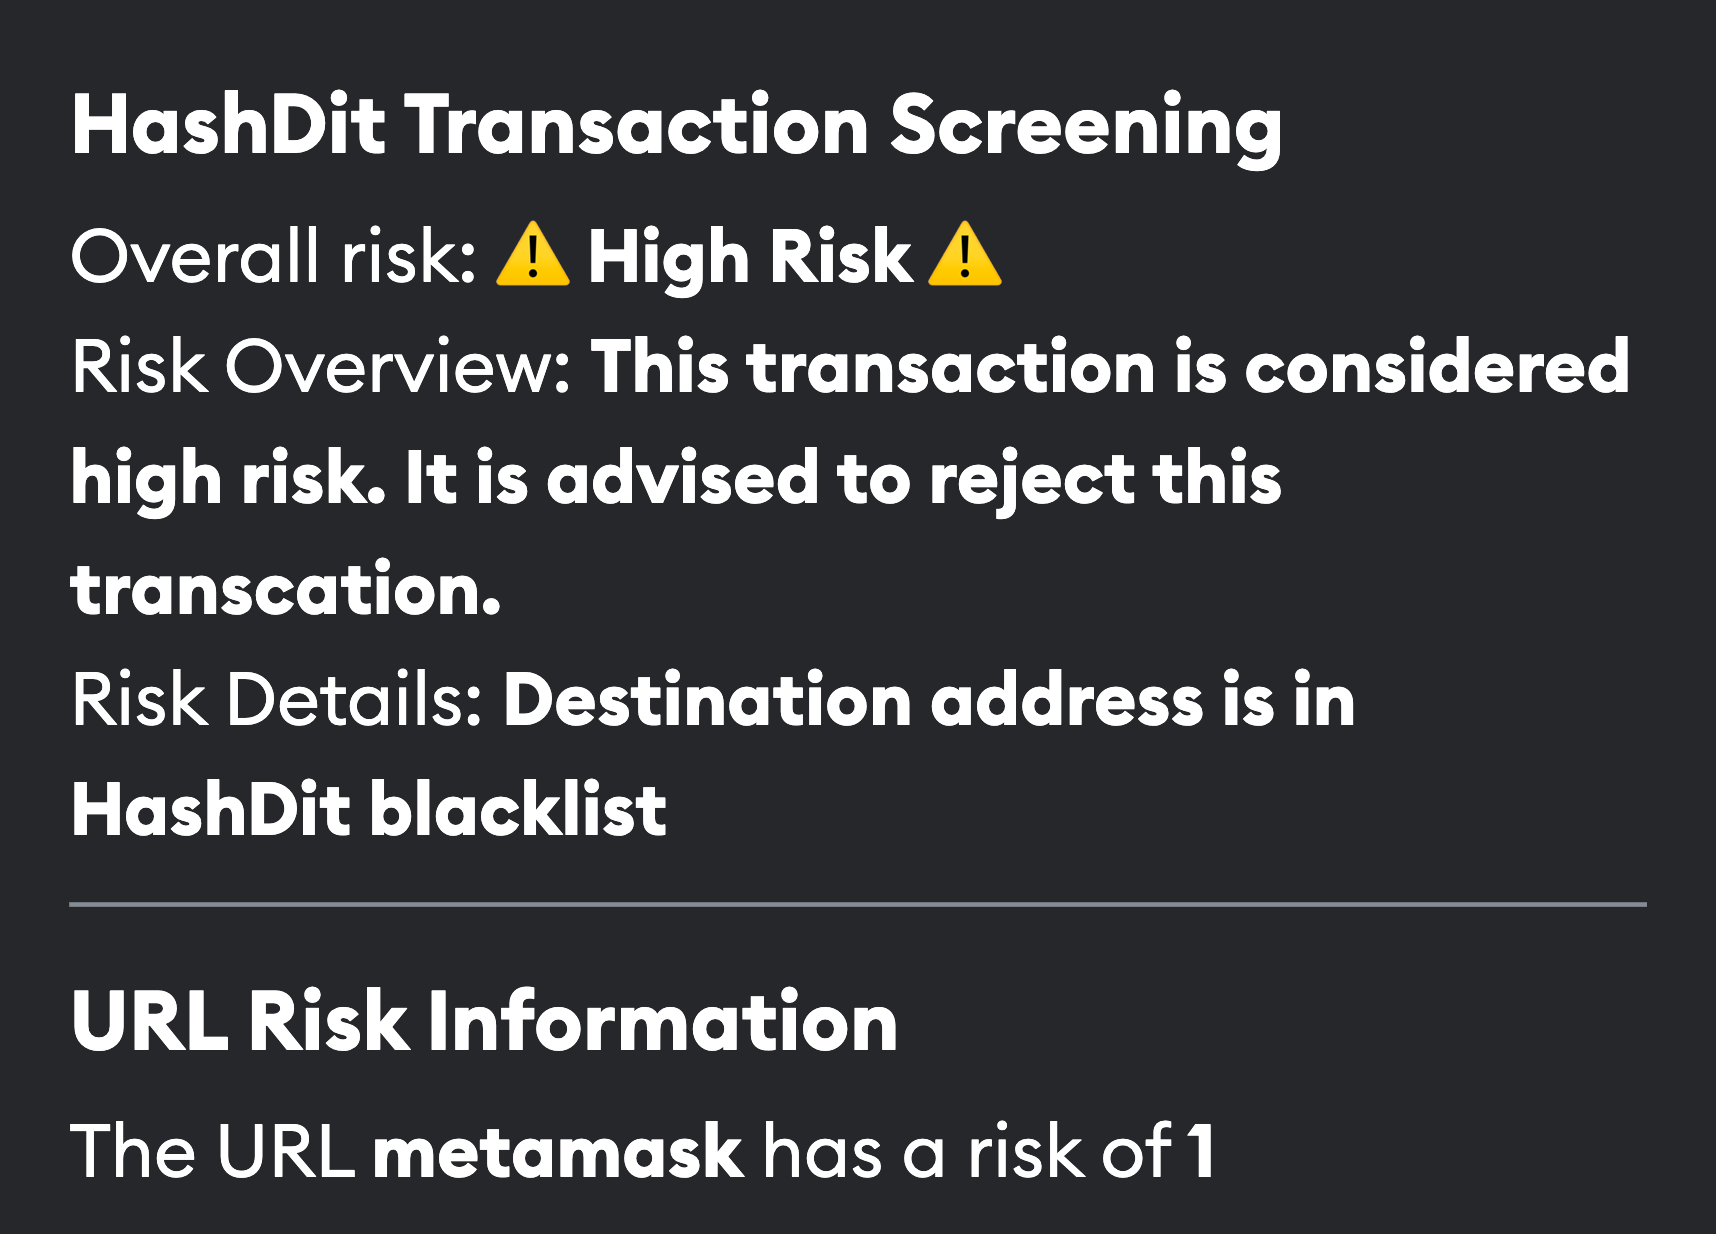 HashDit Transaction Screening
Overall risk: ⚠️ High Risk ⚠️
Risk Overview: This transaction is considered
high risk. It is advised to reject this
transcation.
Risk Details: Destination address is in
HashDit blacklist
URL Risk Information
The URL metamask has a risk of 1